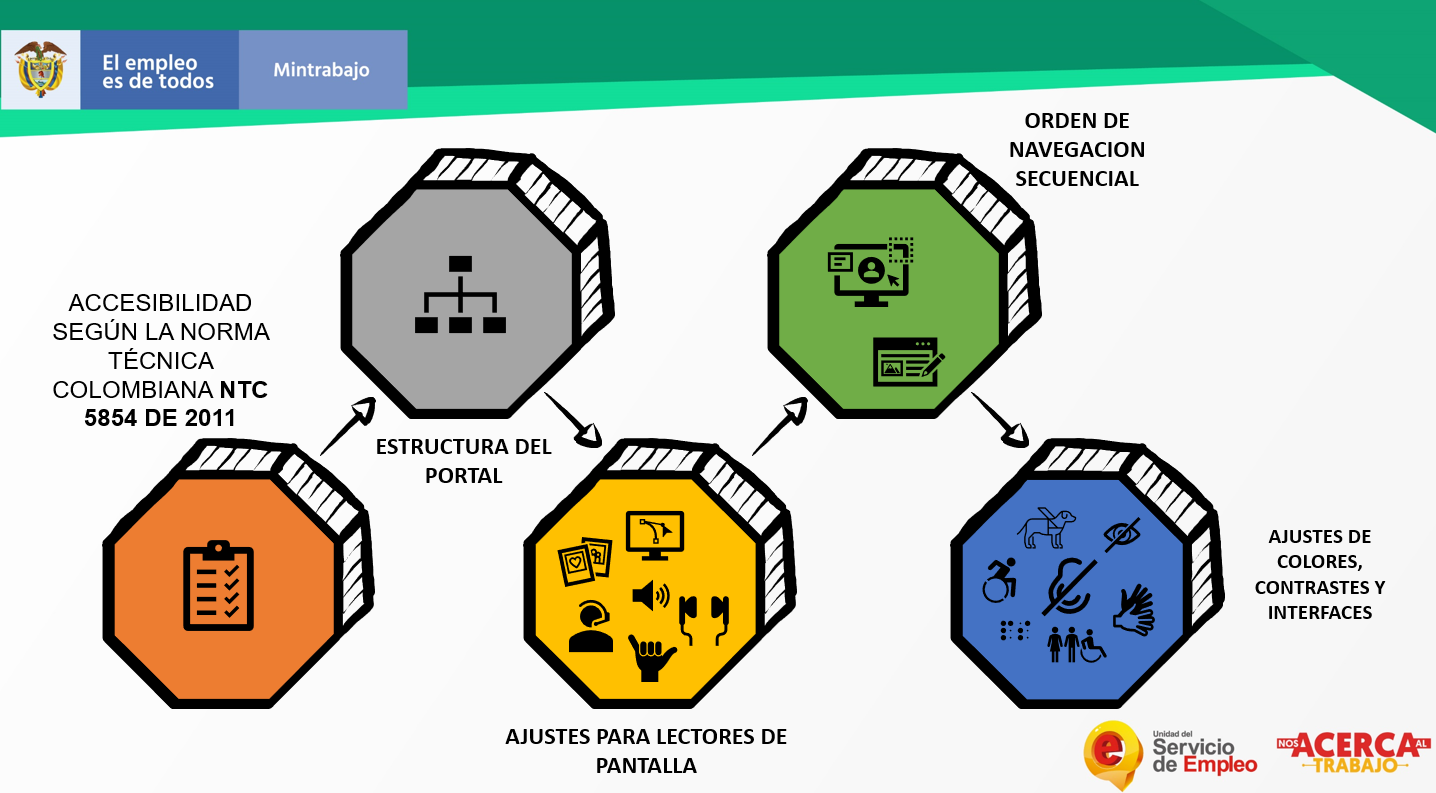 El empleo
es de todos
Mintrabajo
ACCESIBILIDAD
SEGÚN LA NORMA
TÉCNICA
COLOMBIANA NTC
5854 DE 2011
ESTRUCTURA DEL
PORTAL
AJUSTES PARA LECTORES DE
PANTALLA
ORDEN DE
NAVEGACION
SECUENCIAL
AJUSTES DE
COLORES,
CONTRASTES Y
INTERFACES
e
Unidad del
Servicio
de Empleo
NOS ACERCA AL
TRABAJO